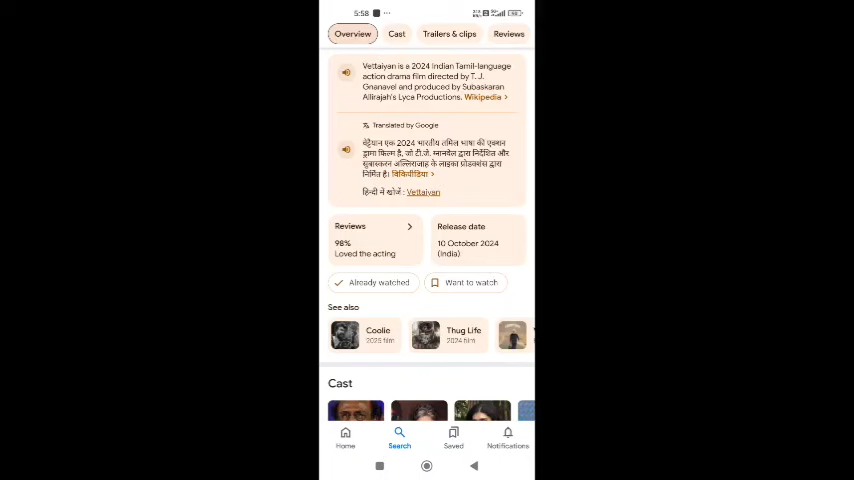 5:58
Overview Cast Trailers & clips Reviews
Vettaiyan is a 2024 Indian Tamil-language
action drama film directed by T. J.
Gnanavel and produced by Subaskaran
Allirajah's Lyca Productions. Wikipedia
Translated by Google
वेट्टैयान एक 2024 भारतीय तमिल भाषा की एक्शन
ड्रामा फिल्म है, जो टी.जे. ग्नानवेल द्वारा निर्देशित और
सुबास्करन अल्लिराजाह के लाइका प्रोडक्शंस द्वारा
निर्मित है। विकिपीडिया
हिन्दी में खोजें : Vettaiyan
Reviews
98%
Loved the acting
Release date
10 October 2024
(India)
Already watched Want to watch
See also
Coolie
2025 film
Thug Life
2024 film
Cast
Home Search Saved Notifications